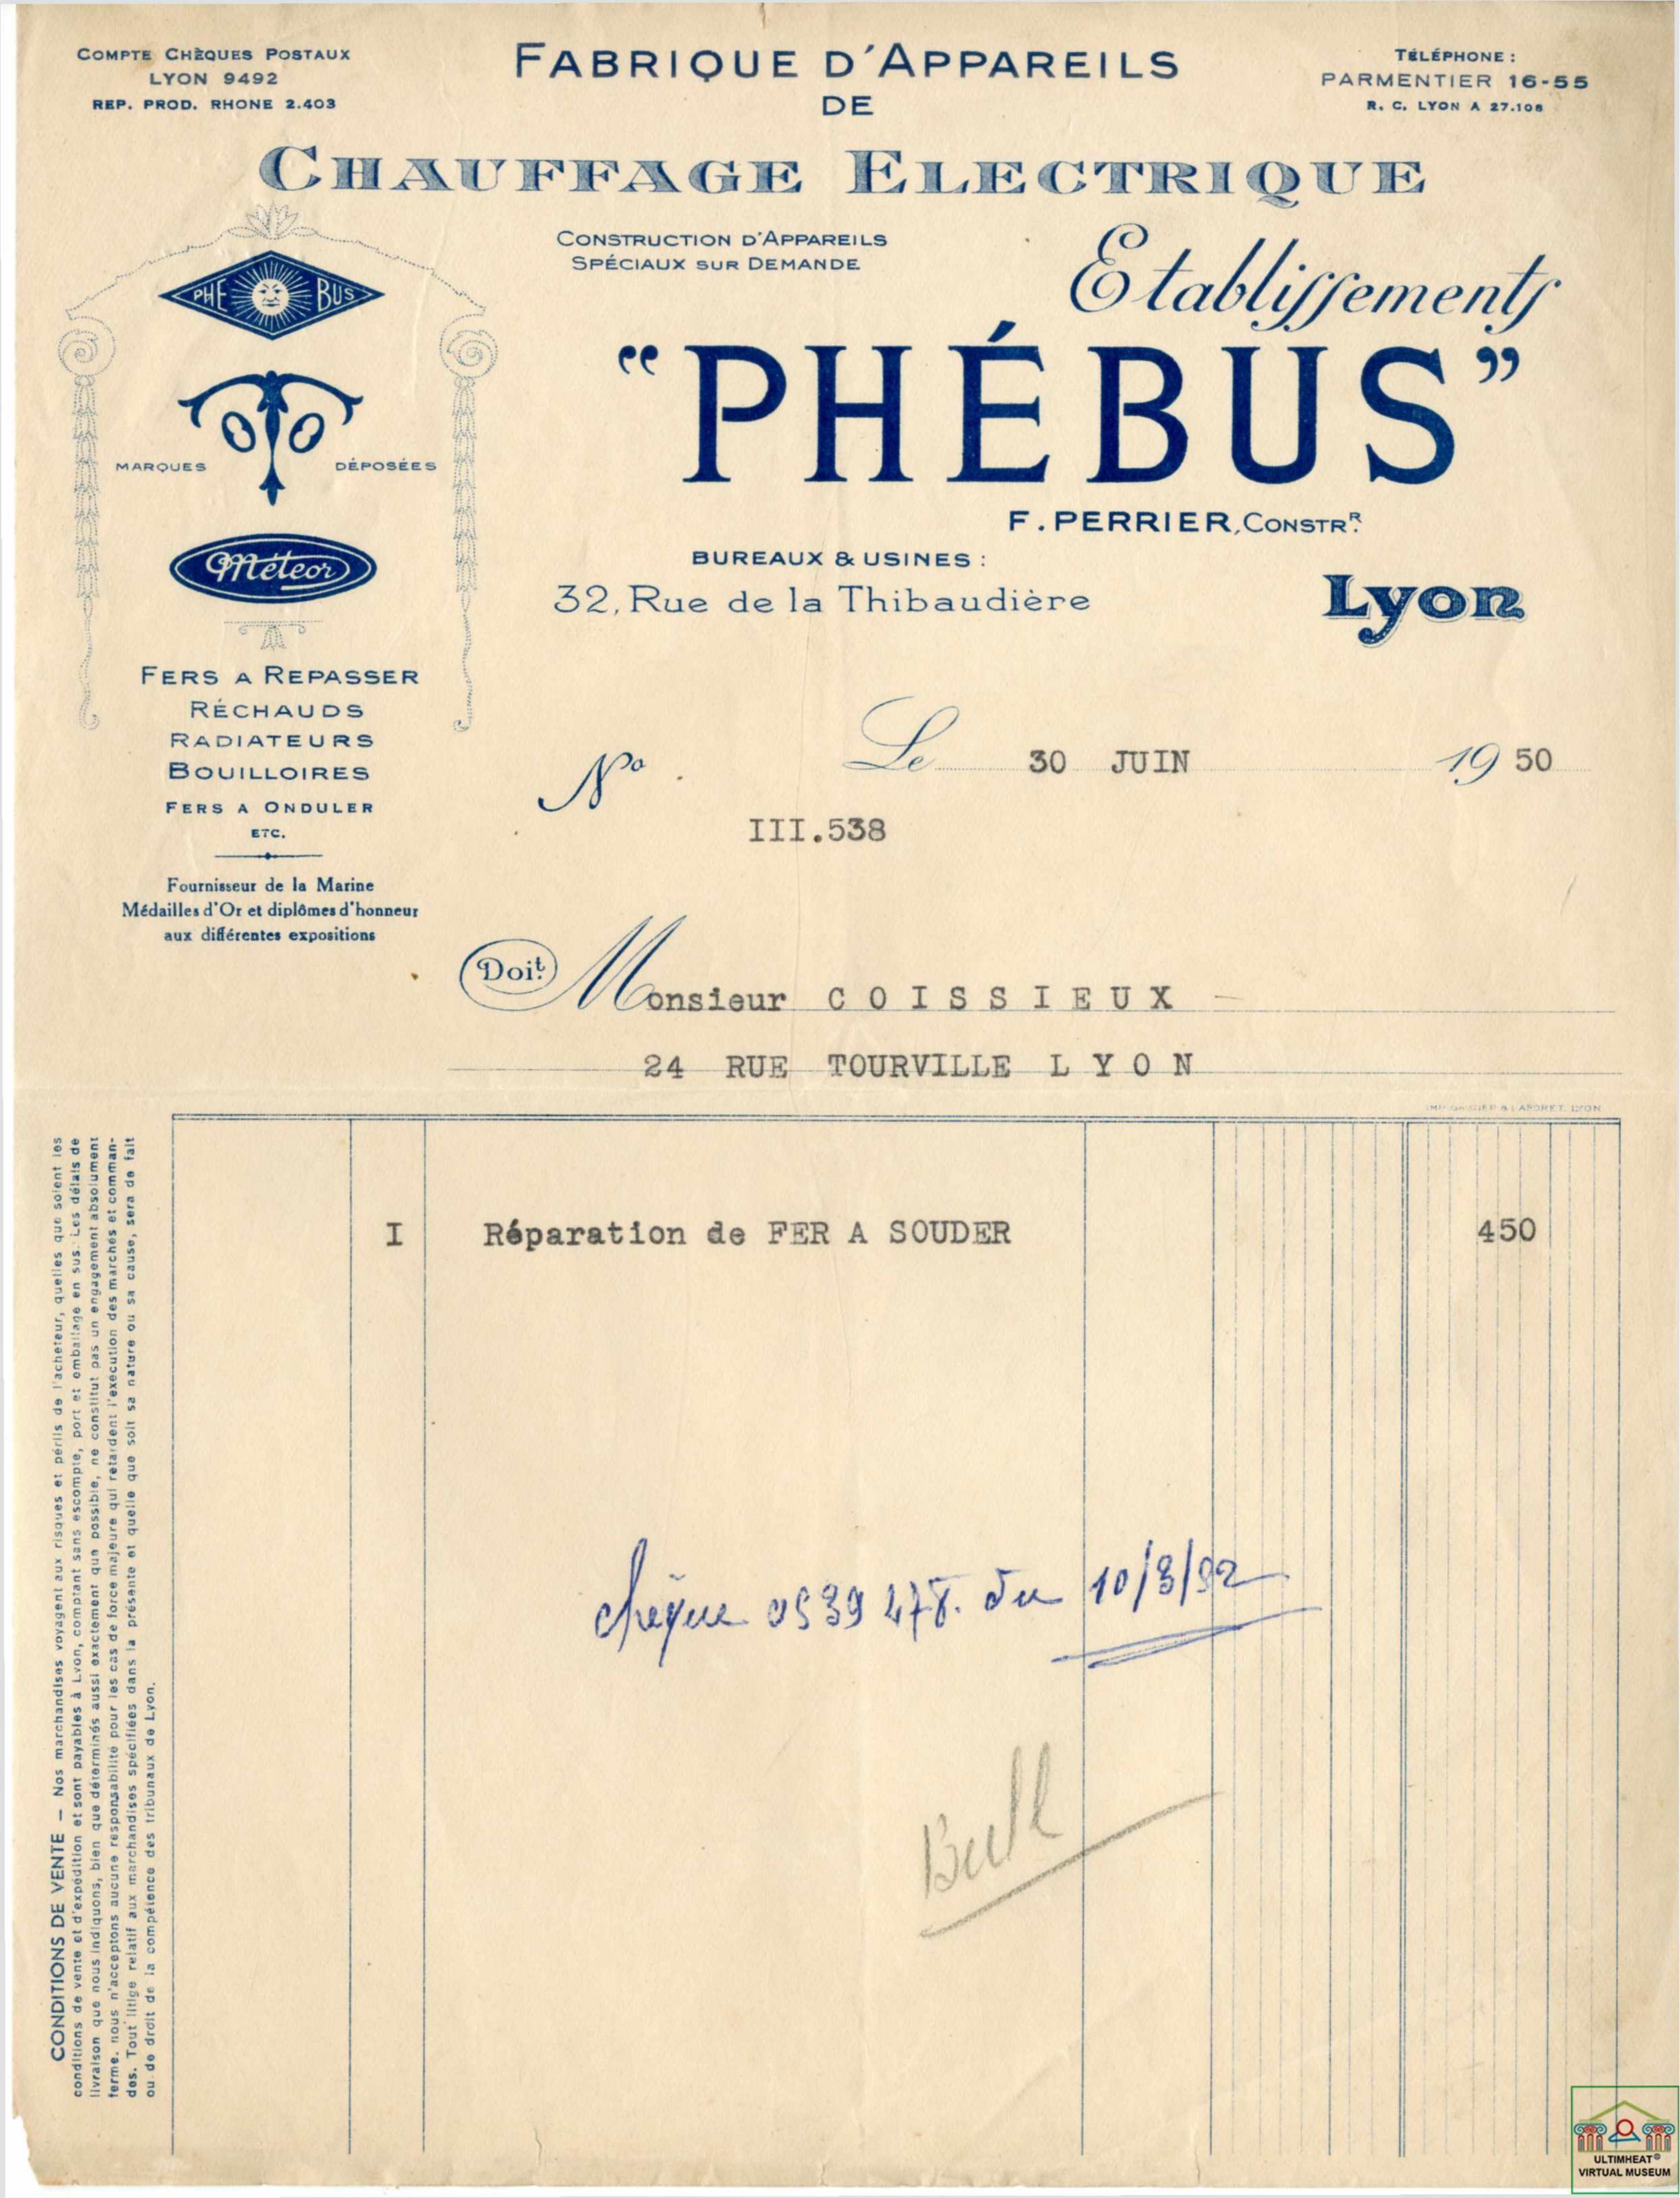 COMPTE CHÈQUES POSTAUX
LYON 9492
REP. PROD. RHONE 2.403
FABRIQUE D'APPAREILS
DE
TÉLÉPHONE :
PARMENTIER 16-55
R. C. LYON A 27.108
CHAUFFAGE ELECTRIQUE
CONSTRUCTION D'APPAREILS
SPÉCIAUX SUR DEMANDE
Etablissements
PHE BUS
"PHÉBUS"
MARQUES DÉPOSÉES
F. PERRIER, CONSTRR.
Météor
BUREAUX & USINES :
32, Rue de la Thibaudière
Lyon
FERS A REPASSER
RÉCHAUDS
RADIATEURS
BOUILLOIRES
FERS A ONDULER
ETC.
Fournisseur de la Marine
Médailles d'Or et diplômes d'honneur
aux différentes expositions
Le 30 JUIN 19 50
No
III.538
Doit Monsieur COISSIEUX -
24 RUE TOURVILLE LYON
LYON
I Réparation de FER A SOUDER 450
chèque 0539 478. du 10/3/52
CONDITIONS DE VENTE — Nos marchandises voyagent aux risques et périls de l'acheteur, quelles que soient les
conditions de vente et d'expédition et sont payables à Lyon, comptant sans escompte, port et emballage en sus. Les délais de
livraison que nous indiquons, bien que déterminés aussi exactement que possible, ne constitut pas un engagement absolument
ferme. nous n'acceptons aucune responsabilité pour les cas de force majeure qui retardent l'exécution des marchés et comman-
des. Tout litige relatif aux marchandises spécifiées dans la présente et quelle que soit sa nature ou sa cause, sera de fait
ou de droit de la compétence des tribunaux de Lyon.
ULTIMHEAT®
VIRTUAL MUSEUM